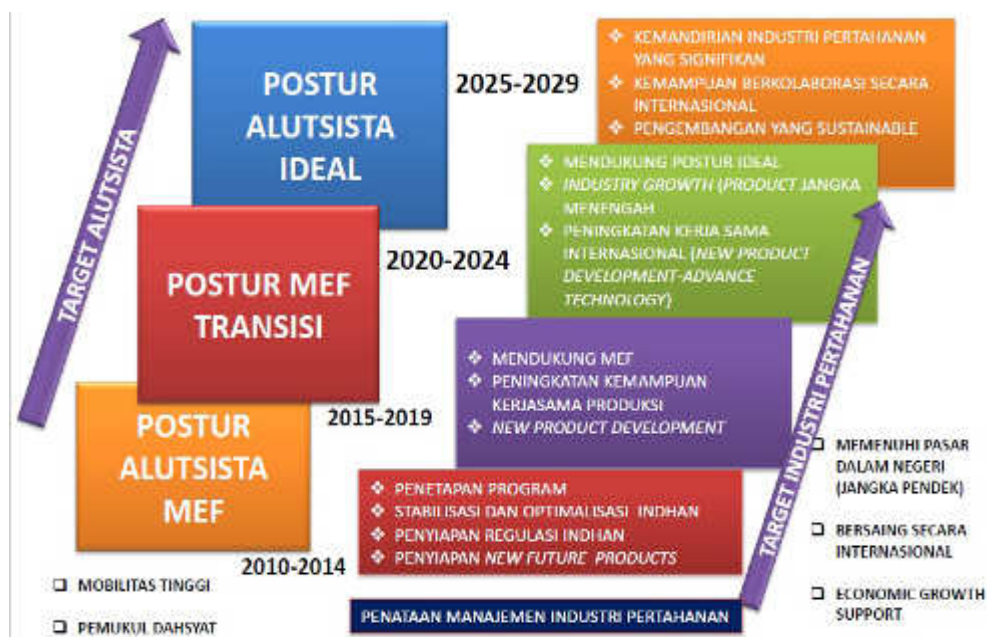 POSTUR
ALUTSISTA
IDEAL
2025-2029
❖ KEMANDIRIAN INDUSTRI PERTAHANAN
YANG SIGNIFIKAN
❖ KEMAMPUAN BERKOLABORASI SECARA
INTERNASIONAL
❖ PENGEMBANGAN YANG SUSTAINABLE
TARGET ALUTSISTA
POSTUR MEF
TRANSISI
2020-2024
❖ MENDUKUNG POSTUR IDEAL
❖ INDUSTRY GROWTH (PRODUCT JANGKA
MENENGAH
❖ PENINGKATAN KERJA SAMA
INTERNASIONAL (NEW PRODUCT
DEVELOPMENT-ADVANCE
TECHNOLOGY)
POSTUR
ALUTSISTA
MEF
2015-2019
❖ MENDUKUNG MEF
❖ PENINGKATAN KEMAMPUAN
KERJASAMA PRODUKSI
❖ NEW PRODUCT DEVELOPMENT
2010-2014
❖ PENETAPAN PROGRAM
❖ STABILISASI DAN OPTIMALISASI INDHAN
❖ PENYIAPAN REGULASI INDHAN
❖ PENYIAPAN NEW FUTURE PRODUCTS
PENATAAN MANAJEMEN INDUSTRI PERTAHANAN
TARGET INDUSTRI PERTAHANAN
❑ MOBILITAS TINGGI
❑ PEMUKUL DAHSYAT
❑ MEMENUHI PASAR
DALAM NEGERI
(JANGKA PENDEK)
❑ BERSAING SECARA
INTERNASIONAL
❑ ECONOMIC GROWTH
SUPPORT